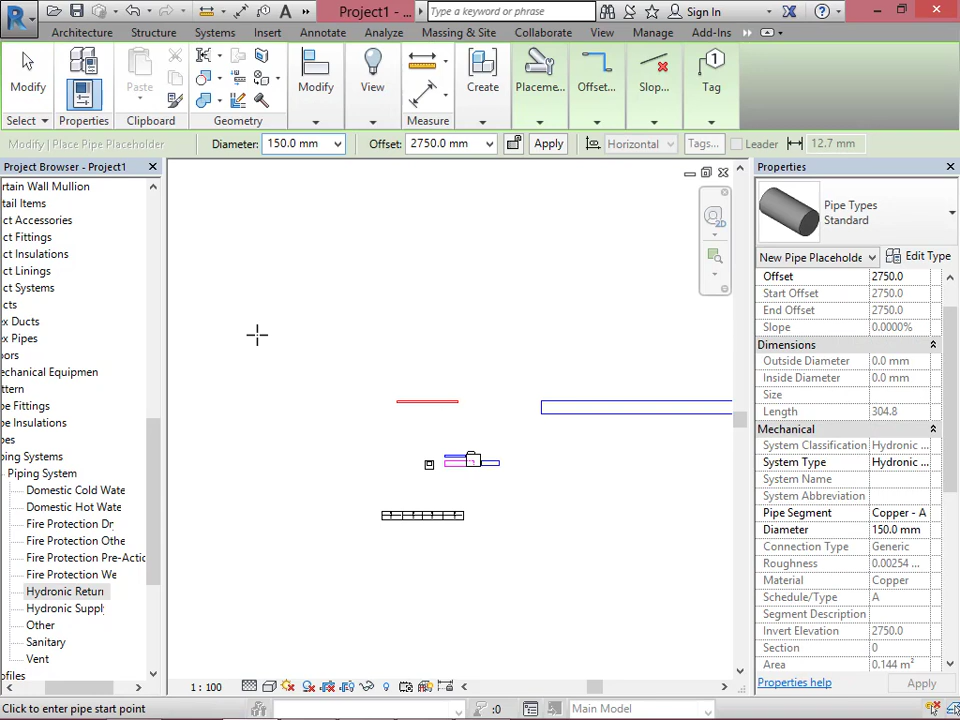 R Project1 - ... Type a keyword or phrase Sign In
Architecture Structure Systems Insert Annotate Analyze Massing & Site Collaborate View Manage Add-Ins
Modify Paste Modify View Create Placeme... Offset... Slop... Tag
Select Properties Clipboard Geometry Measure
Modify | Place Pipe Placeholder Diameter: 150.0 mm Offset: 2750.0 mm Apply Horizontal Tags... Leader 12.7 mm
Project Browser - Project1
rtain Wall Mullion
tail Items
ct Accessories
ct Fittings
ct Insulations
ct Linings
ct Systems
cts
ex Ducts
ex Pipes
oors
echanical Equipmen
ttern
pe Fittings
pe Insulations
pes
ping Systems
Piping System
Domestic Cold Wate
Domestic Hot Wate
Fire Protection Dr
Fire Protection Othe
Fire Protection Pre-Actio
Fire Protection We
Hydronic Return
Hydronic Supply
Other
Sanitary
Vent
ofiles
2D
Properties
Pipe Types
Standard
New Pipe Placeholde Edit Type
Offset 2750.0
Start Offset 2750.0
End Offset 2750.0
Slope 0.0000%
Dimensions
Outside Diameter 0.0 mm
Inside Diameter 0.0 mm
Size
Length 304.8
Mechanical
System Classification Hydronic ...
System Type Hydronic ...
System Name
System Abbreviation
Pipe Segment Copper - A
Diameter 150.0 mm
Connection Type Generic
Roughness 0.00254 ...
Material Copper
Schedule/Type A
Segment Description
Invert Elevation 2750.0
Section 0
Area 0.144 m²
Properties help Apply
1 : 100
Click to enter pipe start point :0 Main Model